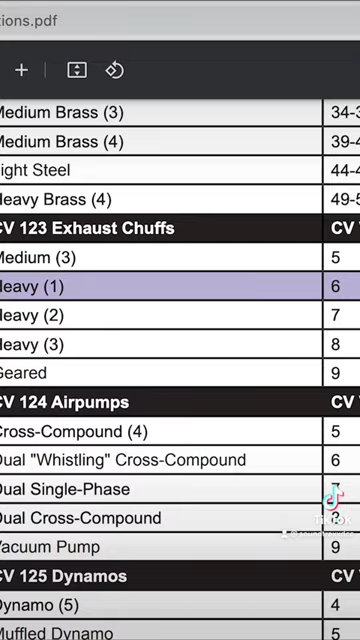 tions.pdf
Medium Brass (3) 34-3
Medium Brass (4) 39-4
ight Steel 44-4
Heavy Brass (4) 49-5
CV 123 Exhaust Chuffs CV
Medium (3) 5
Heavy (1) 6
Heavy (2) 7
Heavy (3) 8
Geared 9
CV 124 Airpumps CV
Cross-Compound (4) 5
Dual "Whistling" Cross-Compound 6
Dual Single-Phase 7
Dual Cross-Compound 8
Vacuum Pump 9
TikTok
CV 125 Dynamos CV
Dynamo (5) 4
Muffled Dynamo 5